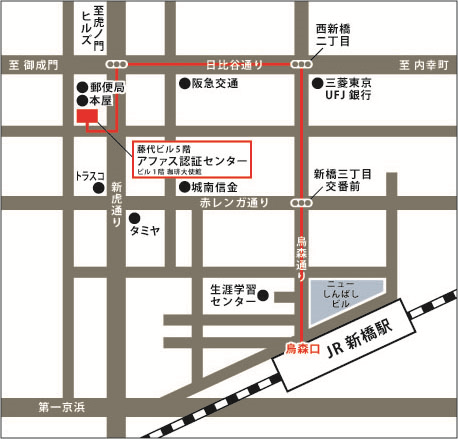 至虎ノ門
ヒルズ
西新橋
二丁目
至 御成門
日比谷通り
至 内幸町
郵便局
本屋
阪急交通
三菱東京
UFJ 銀行
藤代ビル5階
アファス認証センター
ビル1階 珈琲大使館
トラスコ
新虎通り
城南信金
新橋三丁目
交番前
赤レンガ通り
タミヤ
烏森通り
生涯学習
センター
ニュー
しんばし
ビル
烏森口
JR 新橋駅
第一京浜